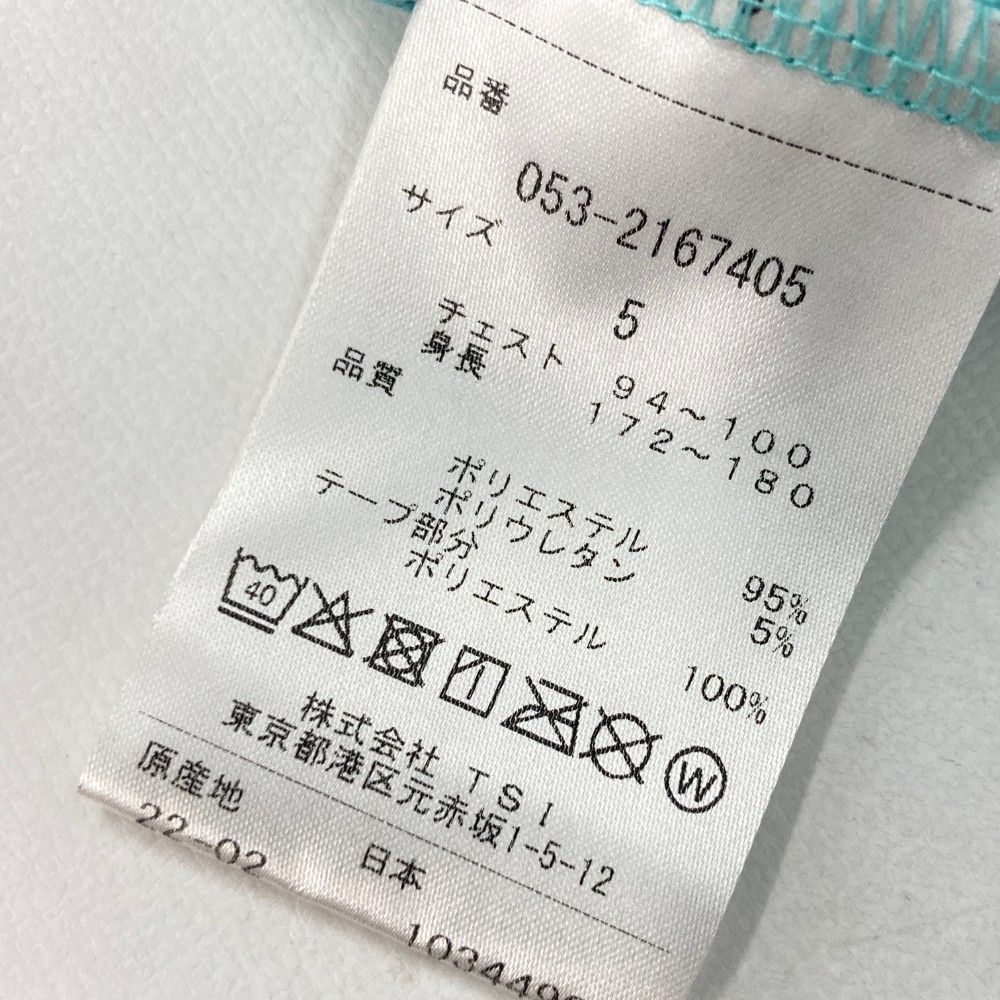 品番
053-2167405
サイズ
5
チェスト 94～100
身長 172～180
品質
ポリエステル 95%
ポリウレタン 5%
テープ部分
ポリエステル 100%
40
W
株式会社 TSI
東京都港区元赤坂1-5-12
原産地 日本
22-02